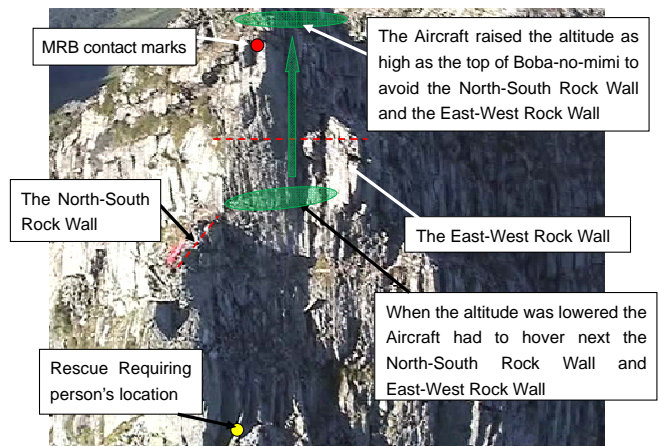 MRB contact marks
The Aircraft raised the altitude as
high as the top of Boba-no-mimi to
avoid the North-South Rock Wall
and the East-West Rock Wall
The North-South
Rock Wall
The East-West Rock Wall
When the altitude was lowered the
Aircraft had to hover next the
North-South Rock Wall and
East-West Rock Wall
Rescue Requiring
person's location